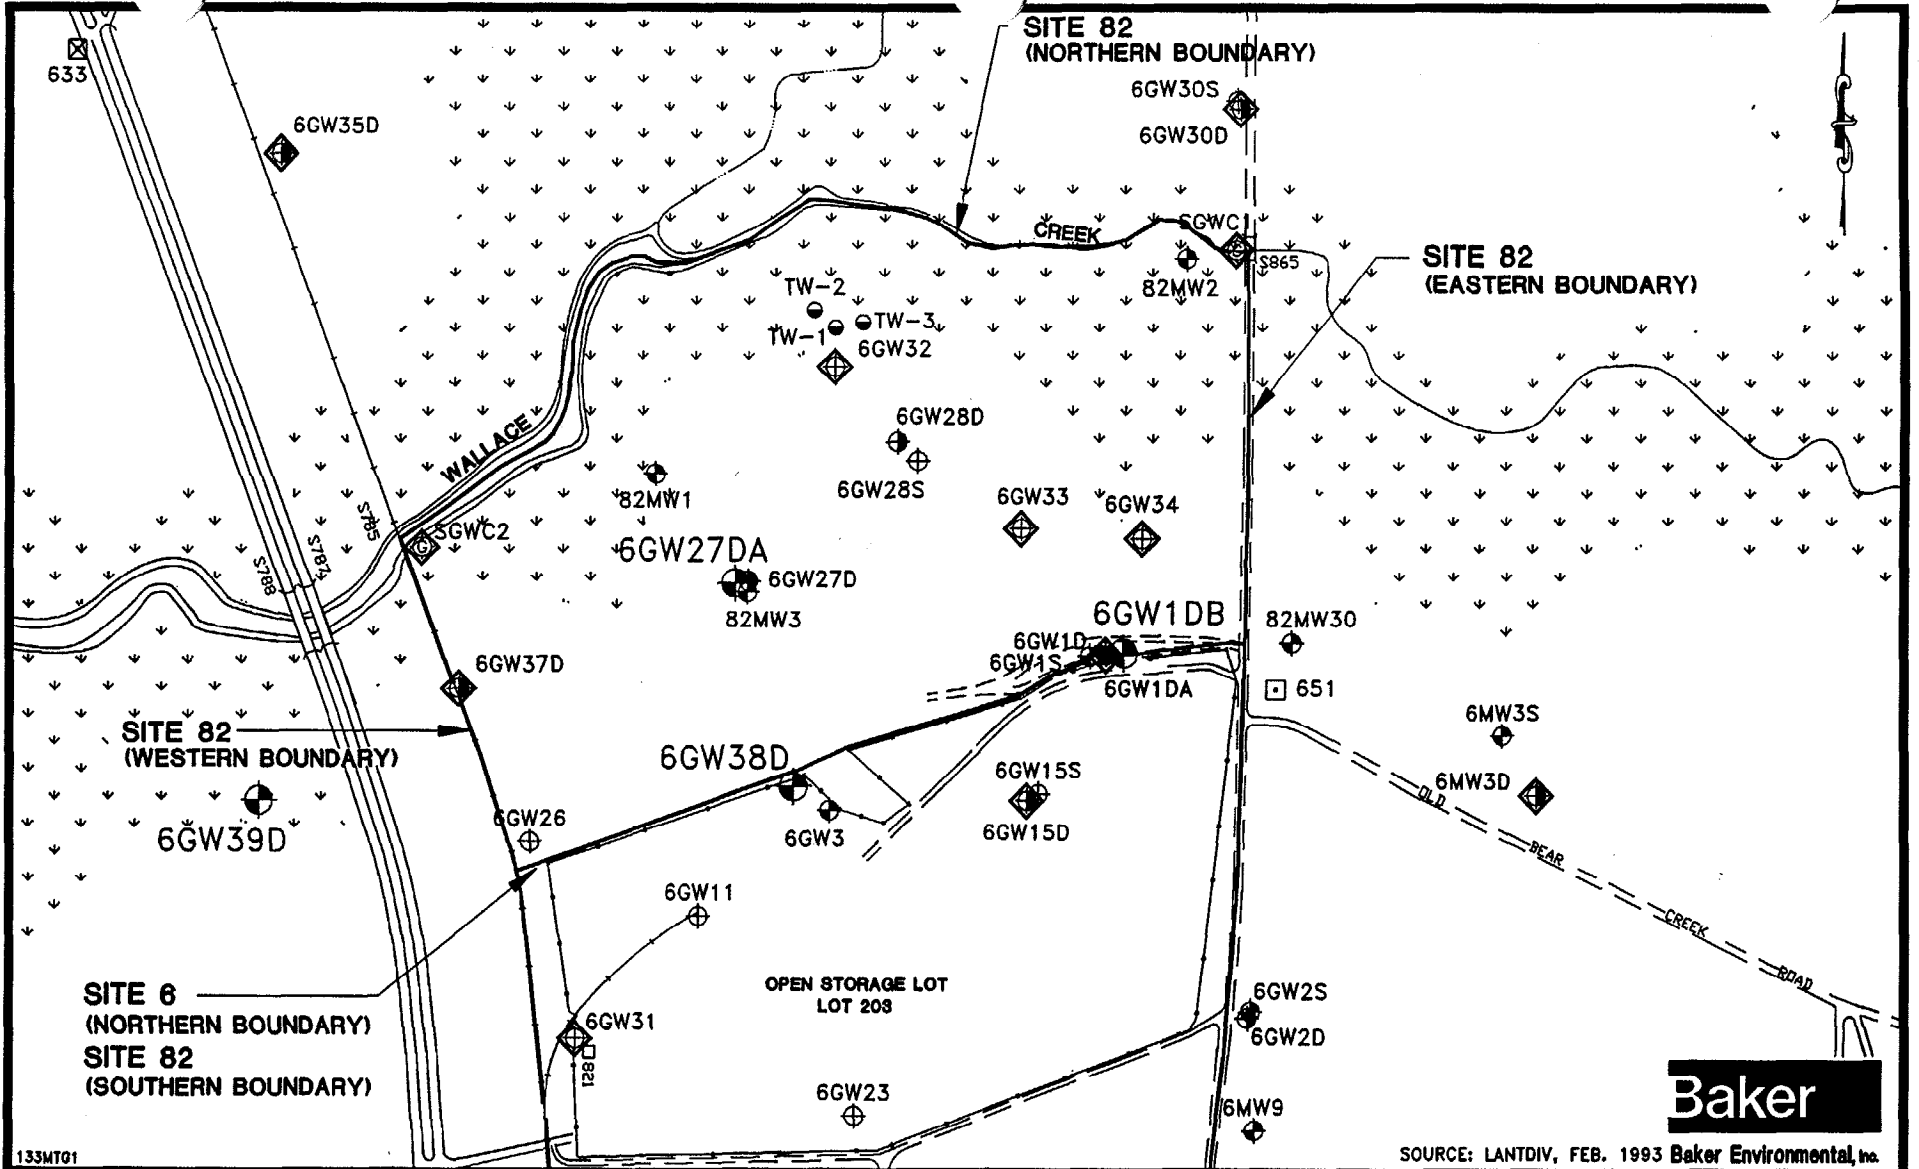 SITE 82
(NORTHERN BOUNDARY)
633
6GW30S
6GW35D
6GW30D
SGWC1
CREEK
S865
SITE 82
(EASTERN BOUNDARY)
82MW2
TW-2
TW-3
TW-1
6GW32
6GW28D
WALLACE
6GW28S
82MW1
6GW33
6GW34
S785
SGWC2
S787
S788
6GW27DA
6GW27D
82MW3
6GW1DB
82MW30
6GW1D
6GW1S
6GW37D
6GW1DA
651
SITE 82
(WESTERN BOUNDARY)
6MW3S
6GW38D
6GW15S
6MW3D
OLD
BEAR
CREEK
ROAD
6GW39D
6GW26
6GW3
6GW15D
6GW11
OPEN STORAGE LOT
LOT 203
SITE 6
(NORTHERN BOUNDARY)
SITE 82
(SOUTHERN BOUNDARY)
6GW31
821
6GW2S
6GW2D
6GW23
6MW9
Baker
133MTG1
SOURCE: LANTDIV, FEB. 1993 Baker Environmental, Inc.